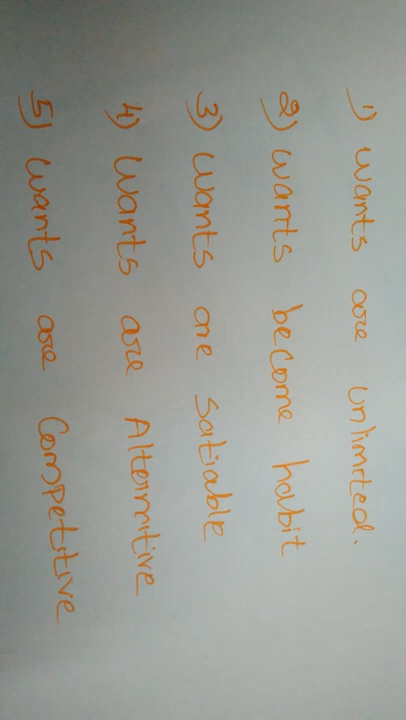 1) wants are unlimited.
2) wants become habit
3) wants are satiable
4) wants are Alternative
5) wants are Competitive